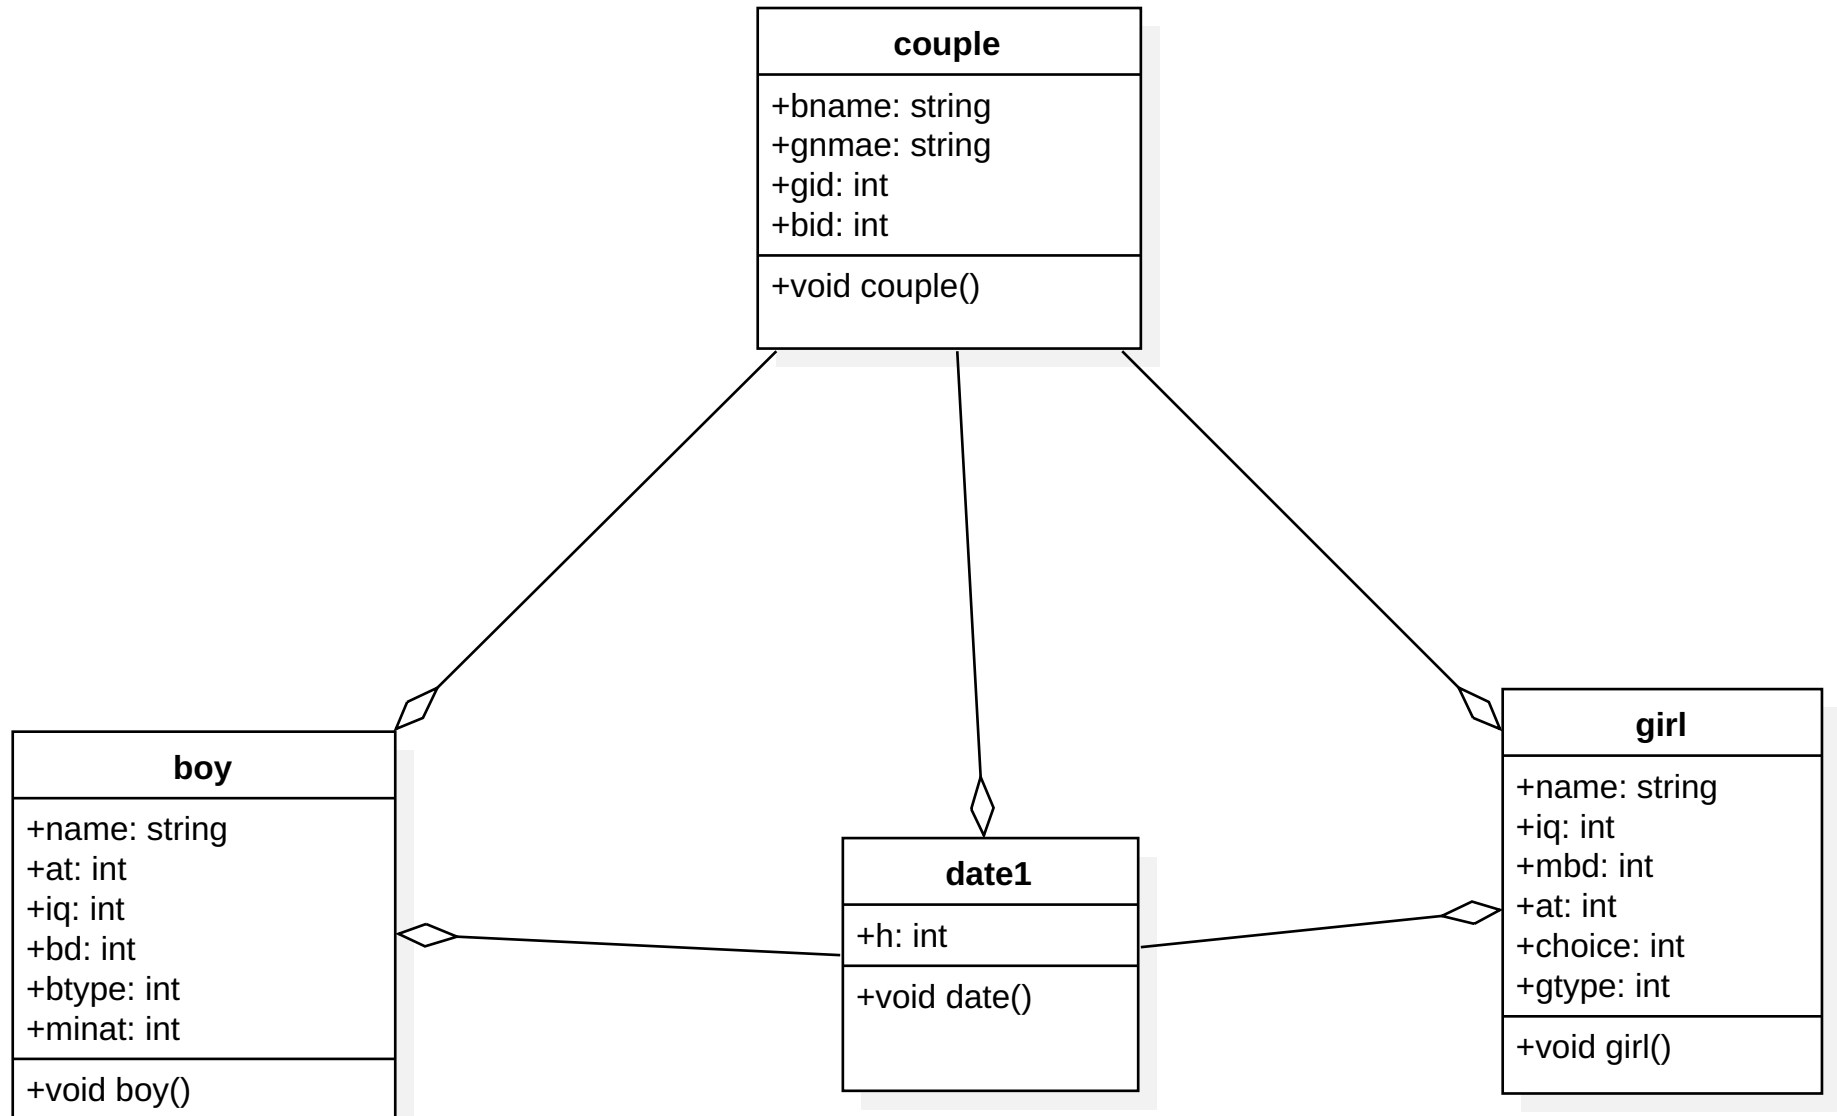 couple
+bname: string
+gnmae: string
+gid: int
+bid: int
+void couple()
boy
+name: string
+at: int
+iq: int
+bd: int
+btype: int
+minat: int
+void boy()
date1
+h: int
+void date()
girl
+name: string
+iq: int
+mbd: int
+at: int
+choice: int
+gtype: int
+void girl()